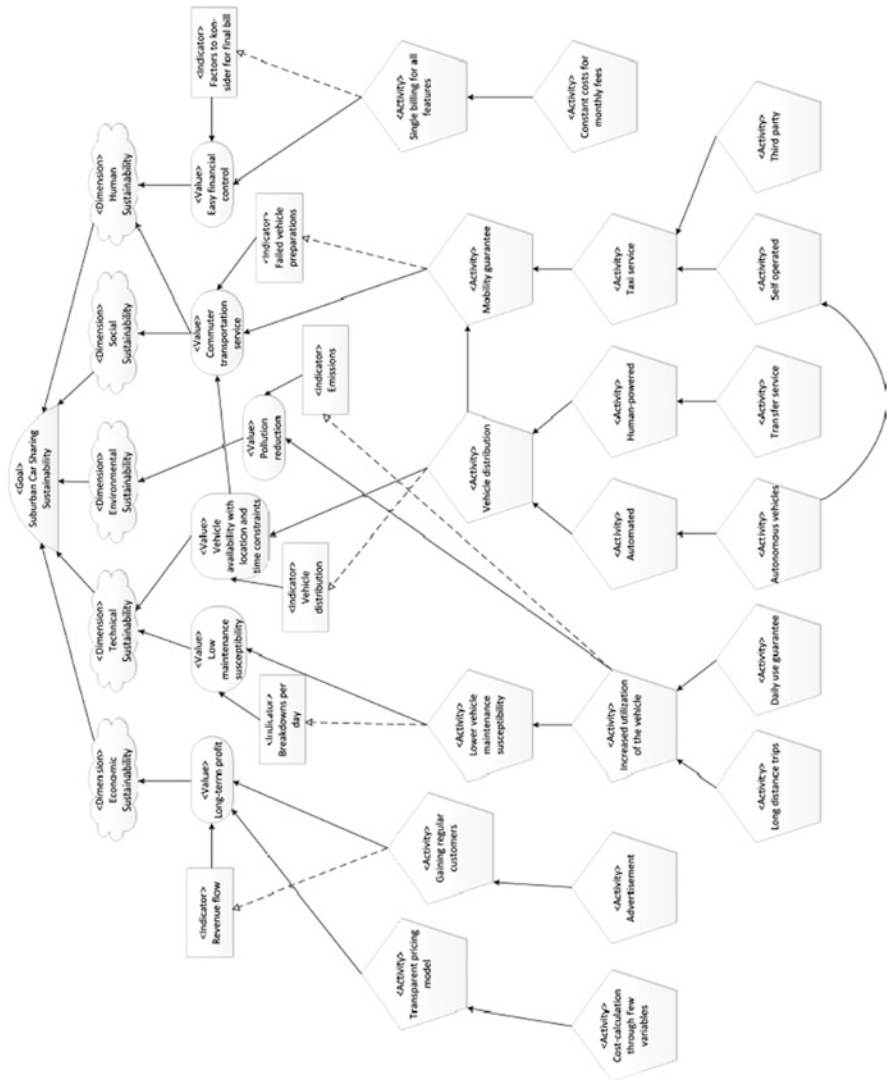 <Goal>
Suburban Car Sharing
Sustainability
<Dimension>
Economic
Sustainability
<Dimension>
Technical
Sustainability
<Dimension>
Environmental
Sustainability
<Dimension>
Social
Sustainability
<Dimension>
Human
Sustainability
<Indicator>
Revenue flow
<Value>
Long-term profit
<Value>
Low
maintenance
susceptibility
<Indicator>
Breakdowns per
day
<Value>
Vehicle
availability with
location and
time constraints
<Indicator>
Vehicle
distribution
<Value>
Pollution
reduction
<Indicator>
Emissions
<Value>
Commuter
transportation
service
<Indicator>
Failed vehicle
preparations
<Value>
Easy financial
control
<Indicator>
Factors to kon-
sider for final bill
<Activity>
Transparent pricing
model
<Activity>
Gaining regular
customers
<Activity>
Lower vehicle
maintenance
susceptibility
<Activity>
Vehicle distribution
<Activity>
Mobility guarantee
<Activity>
Single billing for all
features
<Activity>
Cost-calculation
through few
variables
<Activity>
Advertisement
<Activity>
Increased utilization
of the vehicle
<Activity>
Automated
<Activity>
Human-powered
<Activity>
Taxi service
<Activity>
Constant costs for
monthly fees
<Activity>
Long distance trips
<Activity>
Daily use guarantee
<Activity>
Autonomous vehicles
<Activity>
Transfer service
<Activity>
Self operated
<Activity>
Third party